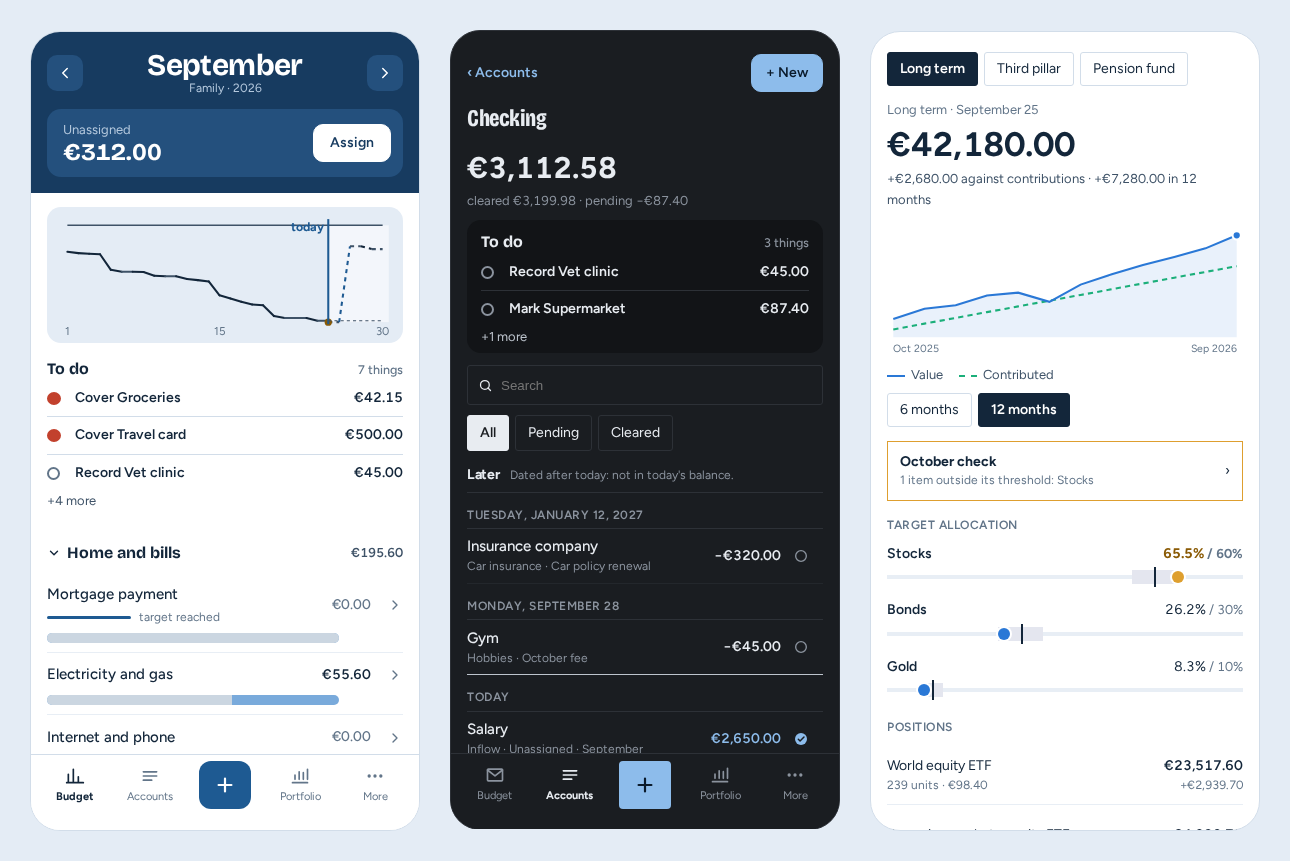 September
Family · 2026
Unassigned
€312.00
Assign
today
1 15 30
To do 7 things
Cover Groceries €42.15
Cover Travel card €500.00
Record Vet clinic €45.00
+4 more
Home and bills €195.60
Mortgage payment €0.00
target reached
Electricity and gas €55.60
Internet and phone €0.00
Budget Accounts + Portfolio More
‹ Accounts + New
Checking
€3,112.58
cleared €3,199.98 · pending −€87.40
To do 3 things
Record Vet clinic €45.00
Mark Supermarket €87.40
+1 more
Search
All Pending Cleared
Later Dated after today: not in today's balance.
TUESDAY, JANUARY 12, 2027
Insurance company −€320.00
Car insurance · Car policy renewal
MONDAY, SEPTEMBER 28
Gym −€45.00
Hobbies · October fee
TODAY
Salary €2,650.00
Inflow · Unassigned · September
Budget Accounts + Portfolio More
Long term Third pillar Pension fund
Long term · September 25
€42,180.00
+€2,680.00 against contributions · +€7,280.00 in 12
months
Oct 2025 Sep 2026
Value Contributed
6 months 12 months
October check
1 item outside its threshold: Stocks ›
TARGET ALLOCATION
Stocks 65.5% / 60%
Bonds 26.2% / 30%
Gold 8.3% / 10%
POSITIONS
World equity ETF €23,517.60
239 units · €98.40 +€2,939.70